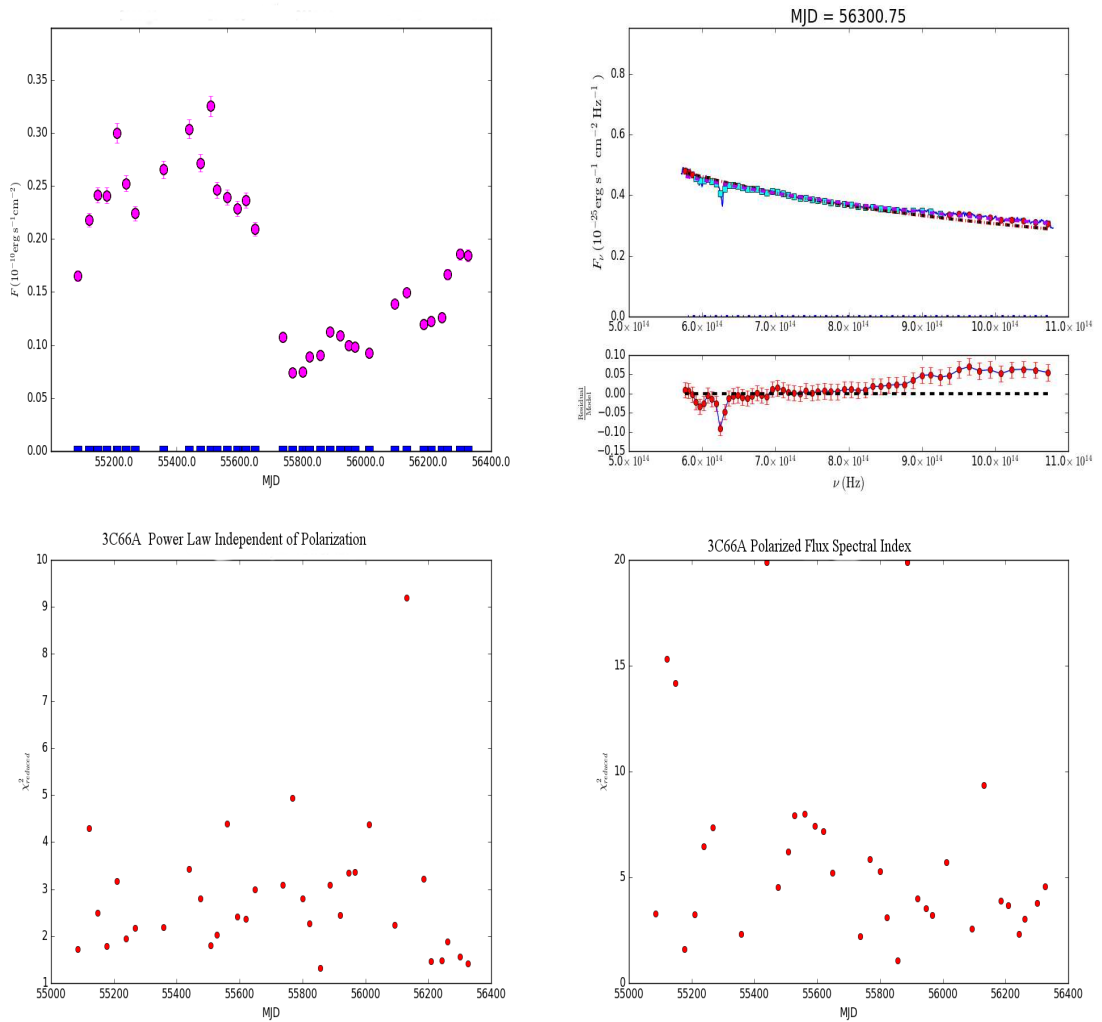 0.35
0.30
0.25
0.20
0.15
0.10
0.05
0.00
F (10⁻¹⁰erg s⁻¹cm⁻²)
55200.0 55400.0 55600.0 55800.0 56000.0 56200.0 56400.0
MJD
MJD = 56300.75
0.8
0.6
0.4
0.2
0.0
F_ν (10⁻²⁵erg s⁻¹ cm⁻² Hz⁻¹)
5.0×10¹⁴ 6.0×10¹⁴ 7.0×10¹⁴ 8.0×10¹⁴ 9.0×10¹⁴ 10.0×10¹⁴ 11.0×10¹⁴
0.10
0.05
0.00
−0.05
−0.10
−0.15
Residual
Model
5.0×10¹⁴ 6.0×10¹⁴ 7.0×10¹⁴ 8.0×10¹⁴ 9.0×10¹⁴ 10.0×10¹⁴ 11.0×10¹⁴
ν (Hz)
3C66A Power Law Independent of Polarization
10
9
8
7
6
5
4
3
2
1
χ²_reduced
55000 55200 55400 55600 55800 56000 56200 56400
MJD
3C66A Polarized Flux Spectral Index
20
15
10
5
0
χ²_reduced
55000 55200 55400 55600 55800 56000 56200 56400
MJD